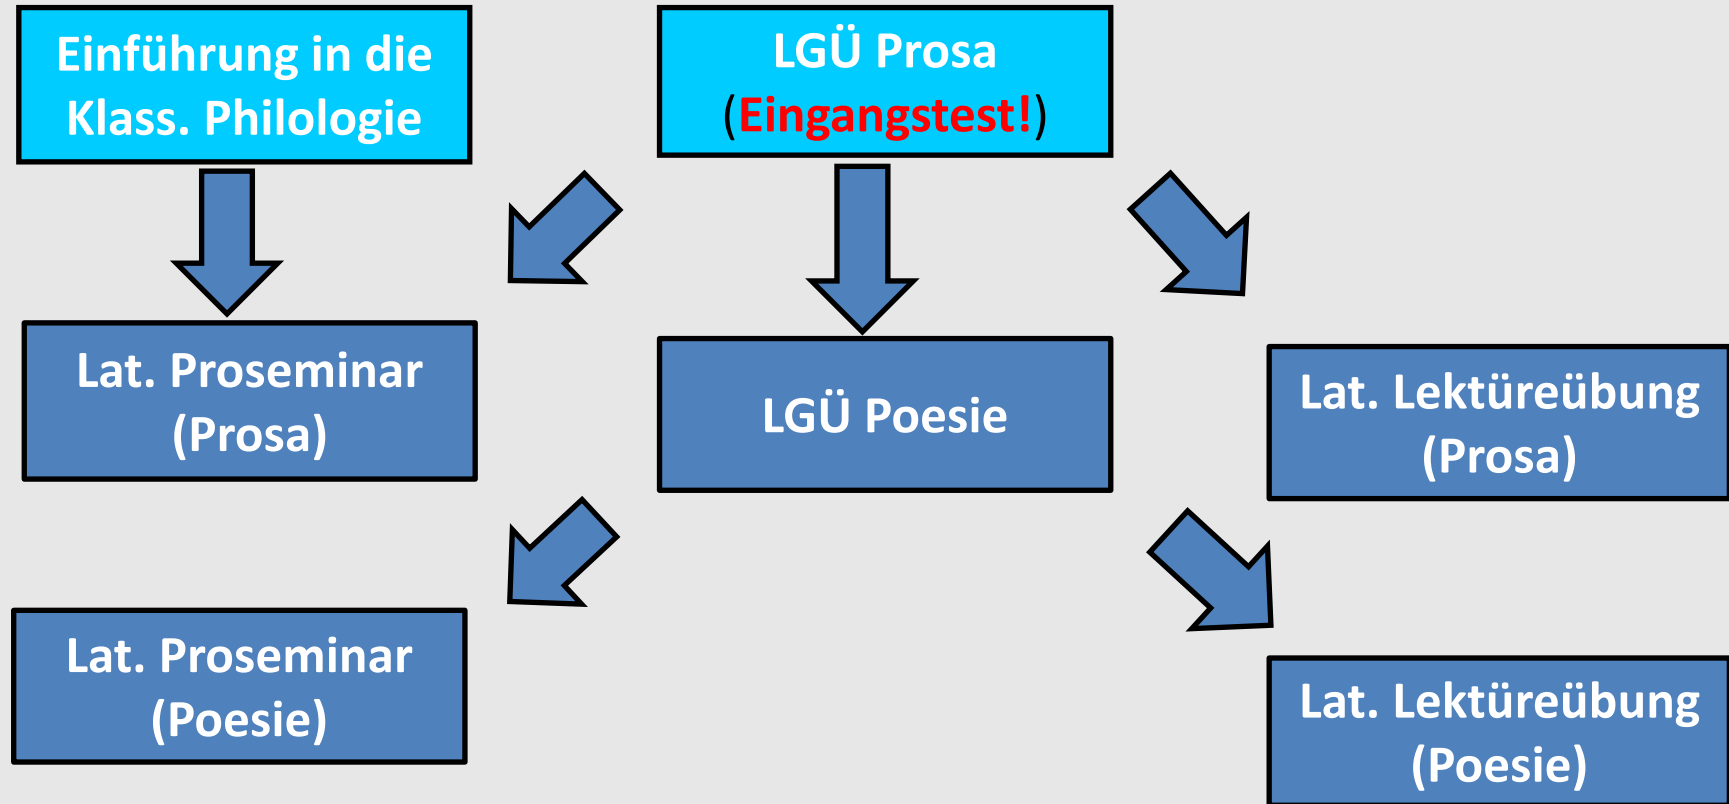 Einführung in die
Klass. Philologie
LGÜ Prosa
(Eingangstest!)
Lat. Proseminar
(Prosa)
LGÜ Poesie
Lat. Lektüreübung
(Prosa)
Lat. Proseminar
(Poesie)
Lat. Lektüreübung
(Poesie)